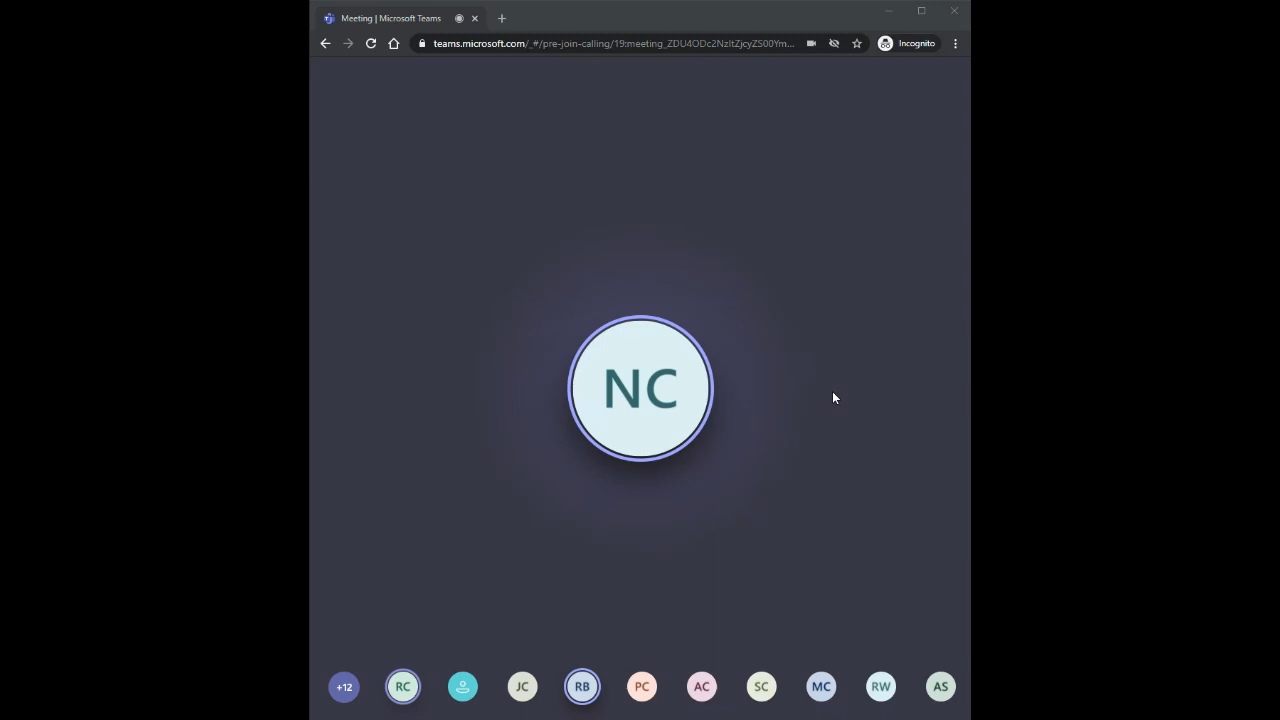 Meeting | Microsoft Teams
teams.microsoft.com/_#/pre-join-calling/19:meeting_ZDU4ODc2NzItZjcyZS00Ym...
Incognito
NC
+12 RC JC RB PC AC SC MC RW AS